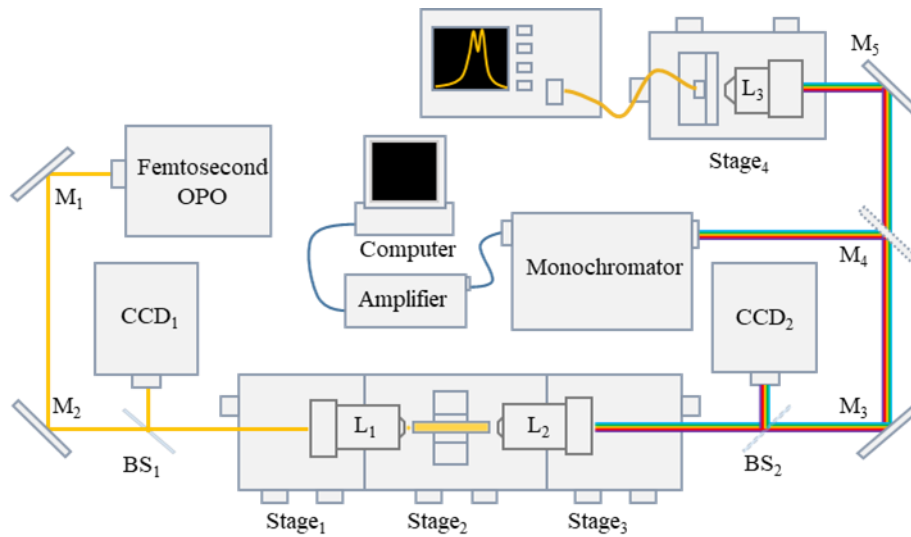 M5
L3
Stage4
Femtosecond
OPO
M1
Computer
Monochromator
M4
Amplifier
CCD1
CCD2
M2
M3
L1
L2
BS1
BS2
Stage1
Stage2
Stage3